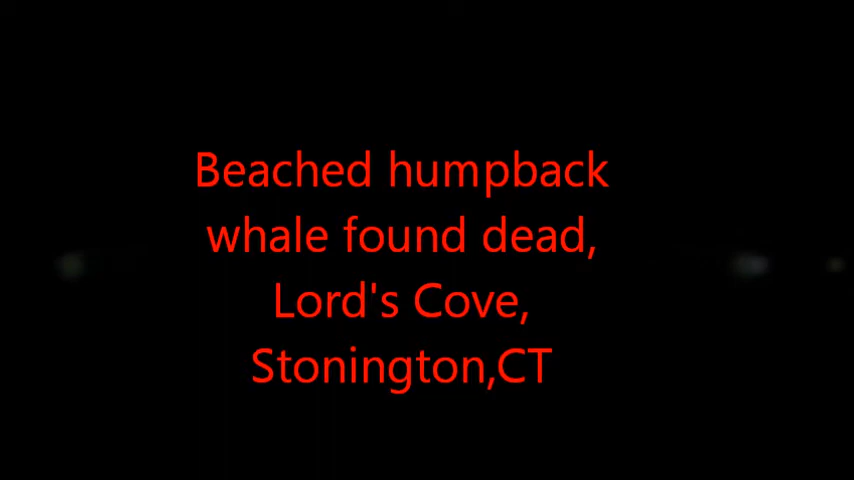 Beached humpback
whale found dead,
Lord's Cove,
Stonington,CT